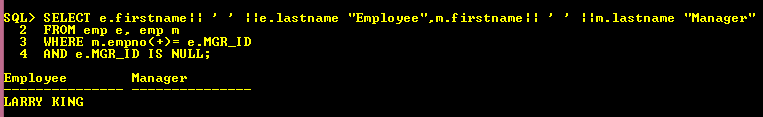 SQL> SELECT e.firstname|| ' ' ||e.lastname "Employee",m.firstname|| ' ' ||m.lastname "Manager"
  2  FROM emp e, emp m
  3  WHERE m.empno(+)= e.MGR_ID
  4  AND e.MGR_ID IS NULL;
Employee        Manager
--------------- ---------------
LARRY KING